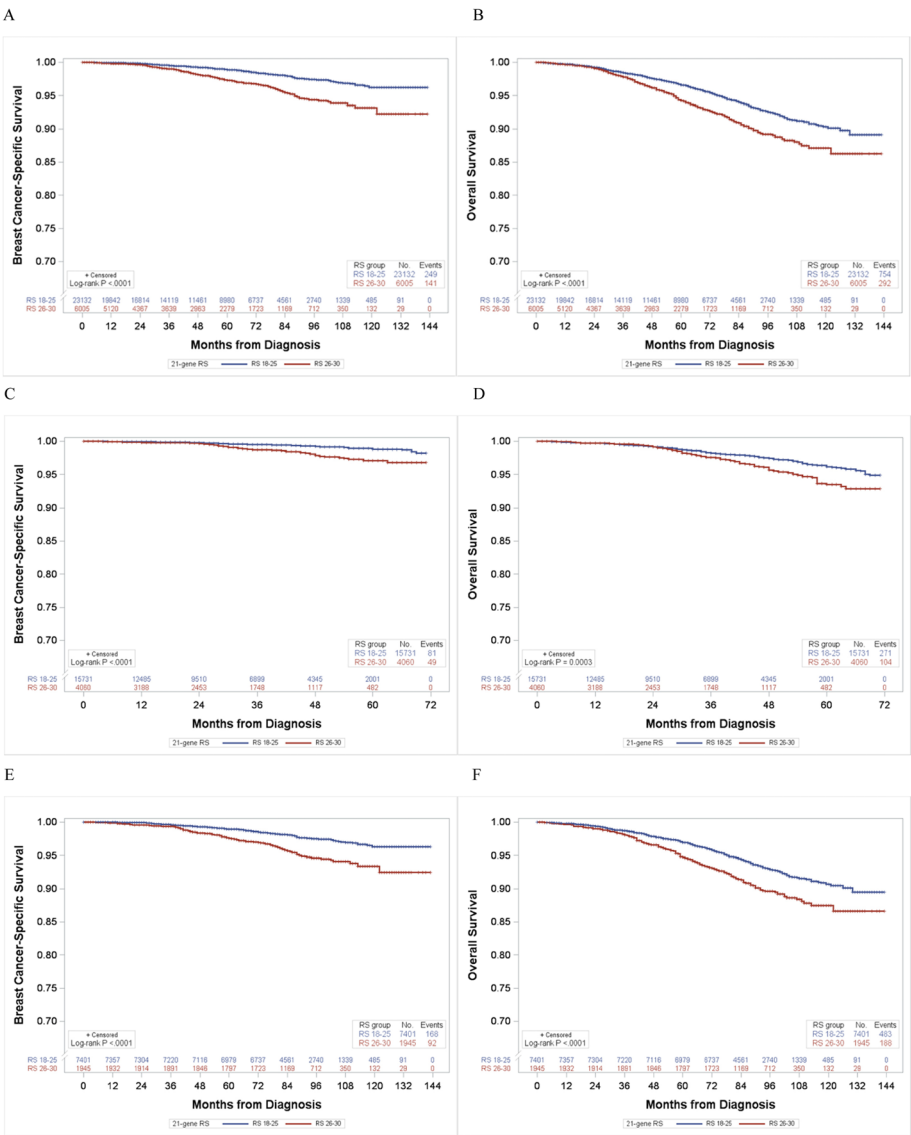 A
1.00
0.95
0.90
0.85
0.80
0.75
0.70
Breast Cancer-Specific Survival
+ Censored
Log-rank P <.0001
RS group No. Events
RS 18-25 23132 249
RS 26-30 6005 141
RS 18-25 23132 19842 16814 14119 11461 8980 6737 4561 2740 1339 485 91 0
RS 26-30 6005 5120 4367 3639 2963 2279 1723 1169 712 350 132 29 0
0 12 24 36 48 60 72 84 96 108 120 132 144
Months from Diagnosis
21-gene RS RS 18-25 RS 26-30
B
1.00
0.95
0.90
0.85
0.80
0.75
0.70
Overall Survival
+ Censored
Log-rank P <.0001
RS group No. Events
RS 18-25 23132 754
RS 26-30 6005 292
RS 18-25 23132 19842 16814 14119 11461 8980 6737 4561 2740 1339 485 91 0
RS 26-30 6005 5120 4367 3639 2963 2279 1723 1169 712 350 132 29 0
0 12 24 36 48 60 72 84 96 108 120 132 144
Months from Diagnosis
21-gene RS RS 18-25 RS 26-30
C
1.00
0.95
0.90
0.85
0.80
0.75
0.70
Breast Cancer-Specific Survival
+ Censored
Log-rank P <.0001
RS group No. Events
RS 18-25 15731 81
RS 26-30 4060 49
RS 18-25 15731 12485 9510 6899 4345 2001 0
RS 26-30 4060 3188 2453 1748 1117 482 0
0 12 24 36 48 60 72
Months from Diagnosis
21-gene RS RS 18-25 RS 26-30
D
1.00
0.95
0.90
0.85
0.80
0.75
0.70
Overall Survival
+ Censored
Log-rank P = 0.0003
RS group No. Events
RS 18-25 15731 271
RS 26-30 4060 104
RS 18-25 15731 12485 9510 6899 4345 2001 0
RS 26-30 4060 3188 2453 1748 1117 482 0
0 12 24 36 48 60 72
Months from Diagnosis
21-gene RS RS 18-25 RS 26-30
E
1.00
0.95
0.90
0.85
0.80
0.75
0.70
Breast Cancer-Specific Survival
+ Censored
Log-rank P <.0001
RS group No. Events
RS 18-25 7401 168
RS 26-30 1945 92
RS 18-25 7401 7357 7304 7220 7116 6979 6737 4561 2740 1339 485 91 0
RS 26-30 1945 1932 1914 1891 1846 1797 1723 1169 712 350 132 29 0
0 12 24 36 48 60 72 84 96 108 120 132 144
Months from Diagnosis
21-gene RS RS 18-25 RS 26-30
F
1.00
0.95
0.90
0.85
0.80
0.75
0.70
Overall Survival
+ Censored
Log-rank P <.0001
RS group No. Events
RS 18-25 7401 483
RS 26-30 1945 188
RS 18-25 7401 7357 7304 7220 7116 6979 6737 4561 2740 1339 485 91 0
RS 26-30 1945 1932 1914 1891 1846 1797 1723 1169 712 350 132 29 0
0 12 24 36 48 60 72 84 96 108 120 132 144
Months from Diagnosis
21-gene RS RS 18-25 RS 26-30